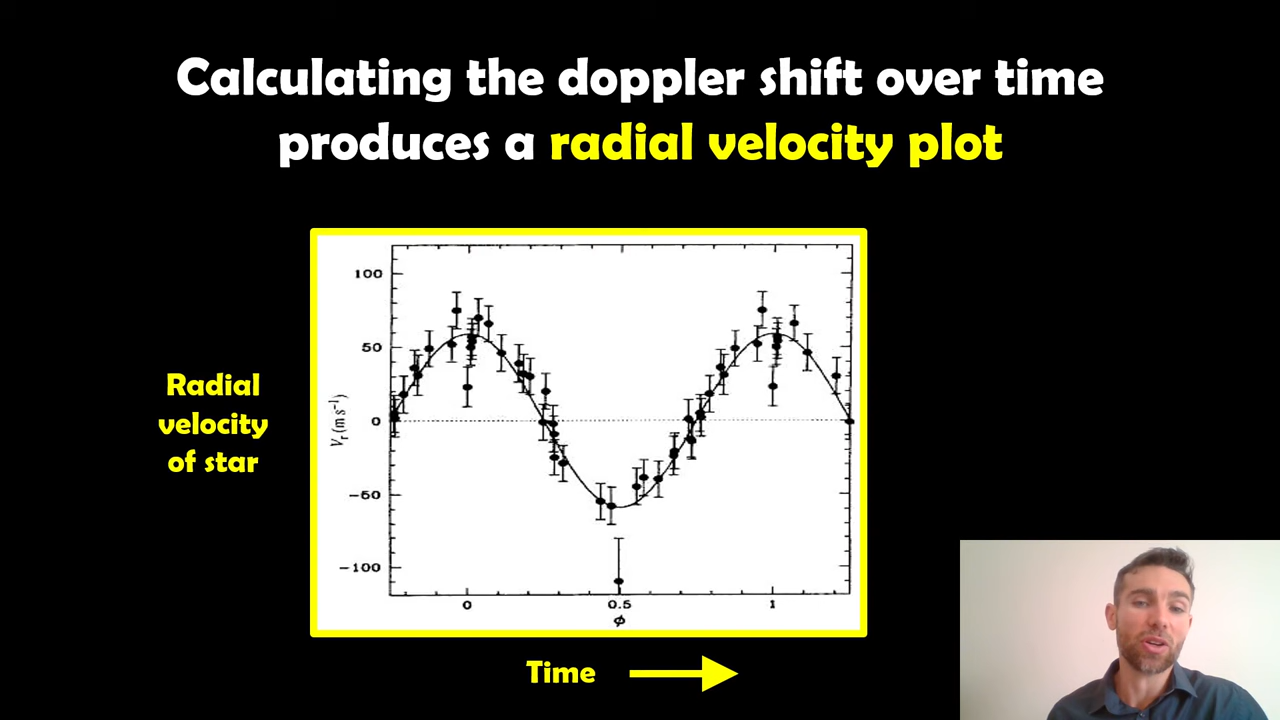 Calculating the doppler shift over time
produces a radial velocity plot
100
50
0
-50
-100
Vr (m s⁻¹)
0
0.5
1
ϕ
Radial
velocity
of star
Time